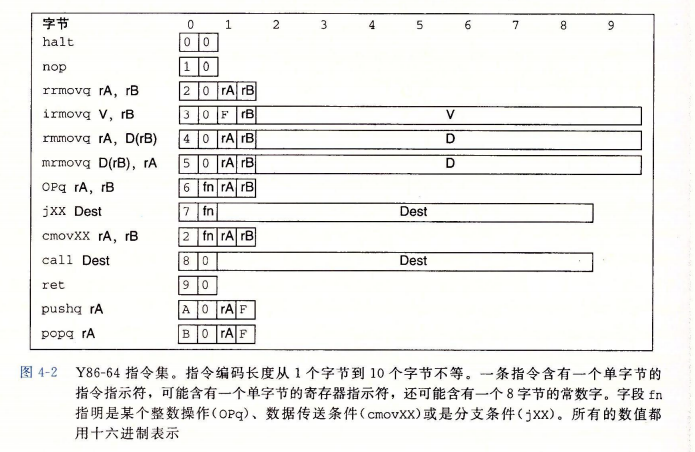 字节 0 1 2 3 4 5 6 7 8 9
halt 0 0
nop 1 0
rrmovq rA, rB 2 0 rA rB
irmovq V, rB 3 0 F rB V
rmmovq rA, D(rB) 4 0 rA rB D
mrmovq D(rB), rA 5 0 rA rB D
OPq rA, rB 6 fn rA rB
jXX Dest 7 fn Dest
cmovXX rA, rB 2 fn rA rB
call Dest 8 0 Dest
ret 9 0
pushq rA A 0 rA F
popq rA B 0 rA F
图 4-2 Y86-64 指令集。指令编码长度从 1 个字节到 10 个字节不等。一条指令含有一个单字节的
指令指示符，可能含有一个单字节的寄存器指示符，还可能含有一个 8 字节的常数字。字段 fn
指明是某个整数操作(OPq)、数据传送条件(cmovXX)或是分支条件(jXX)。所有的数值都
用十六进制表示